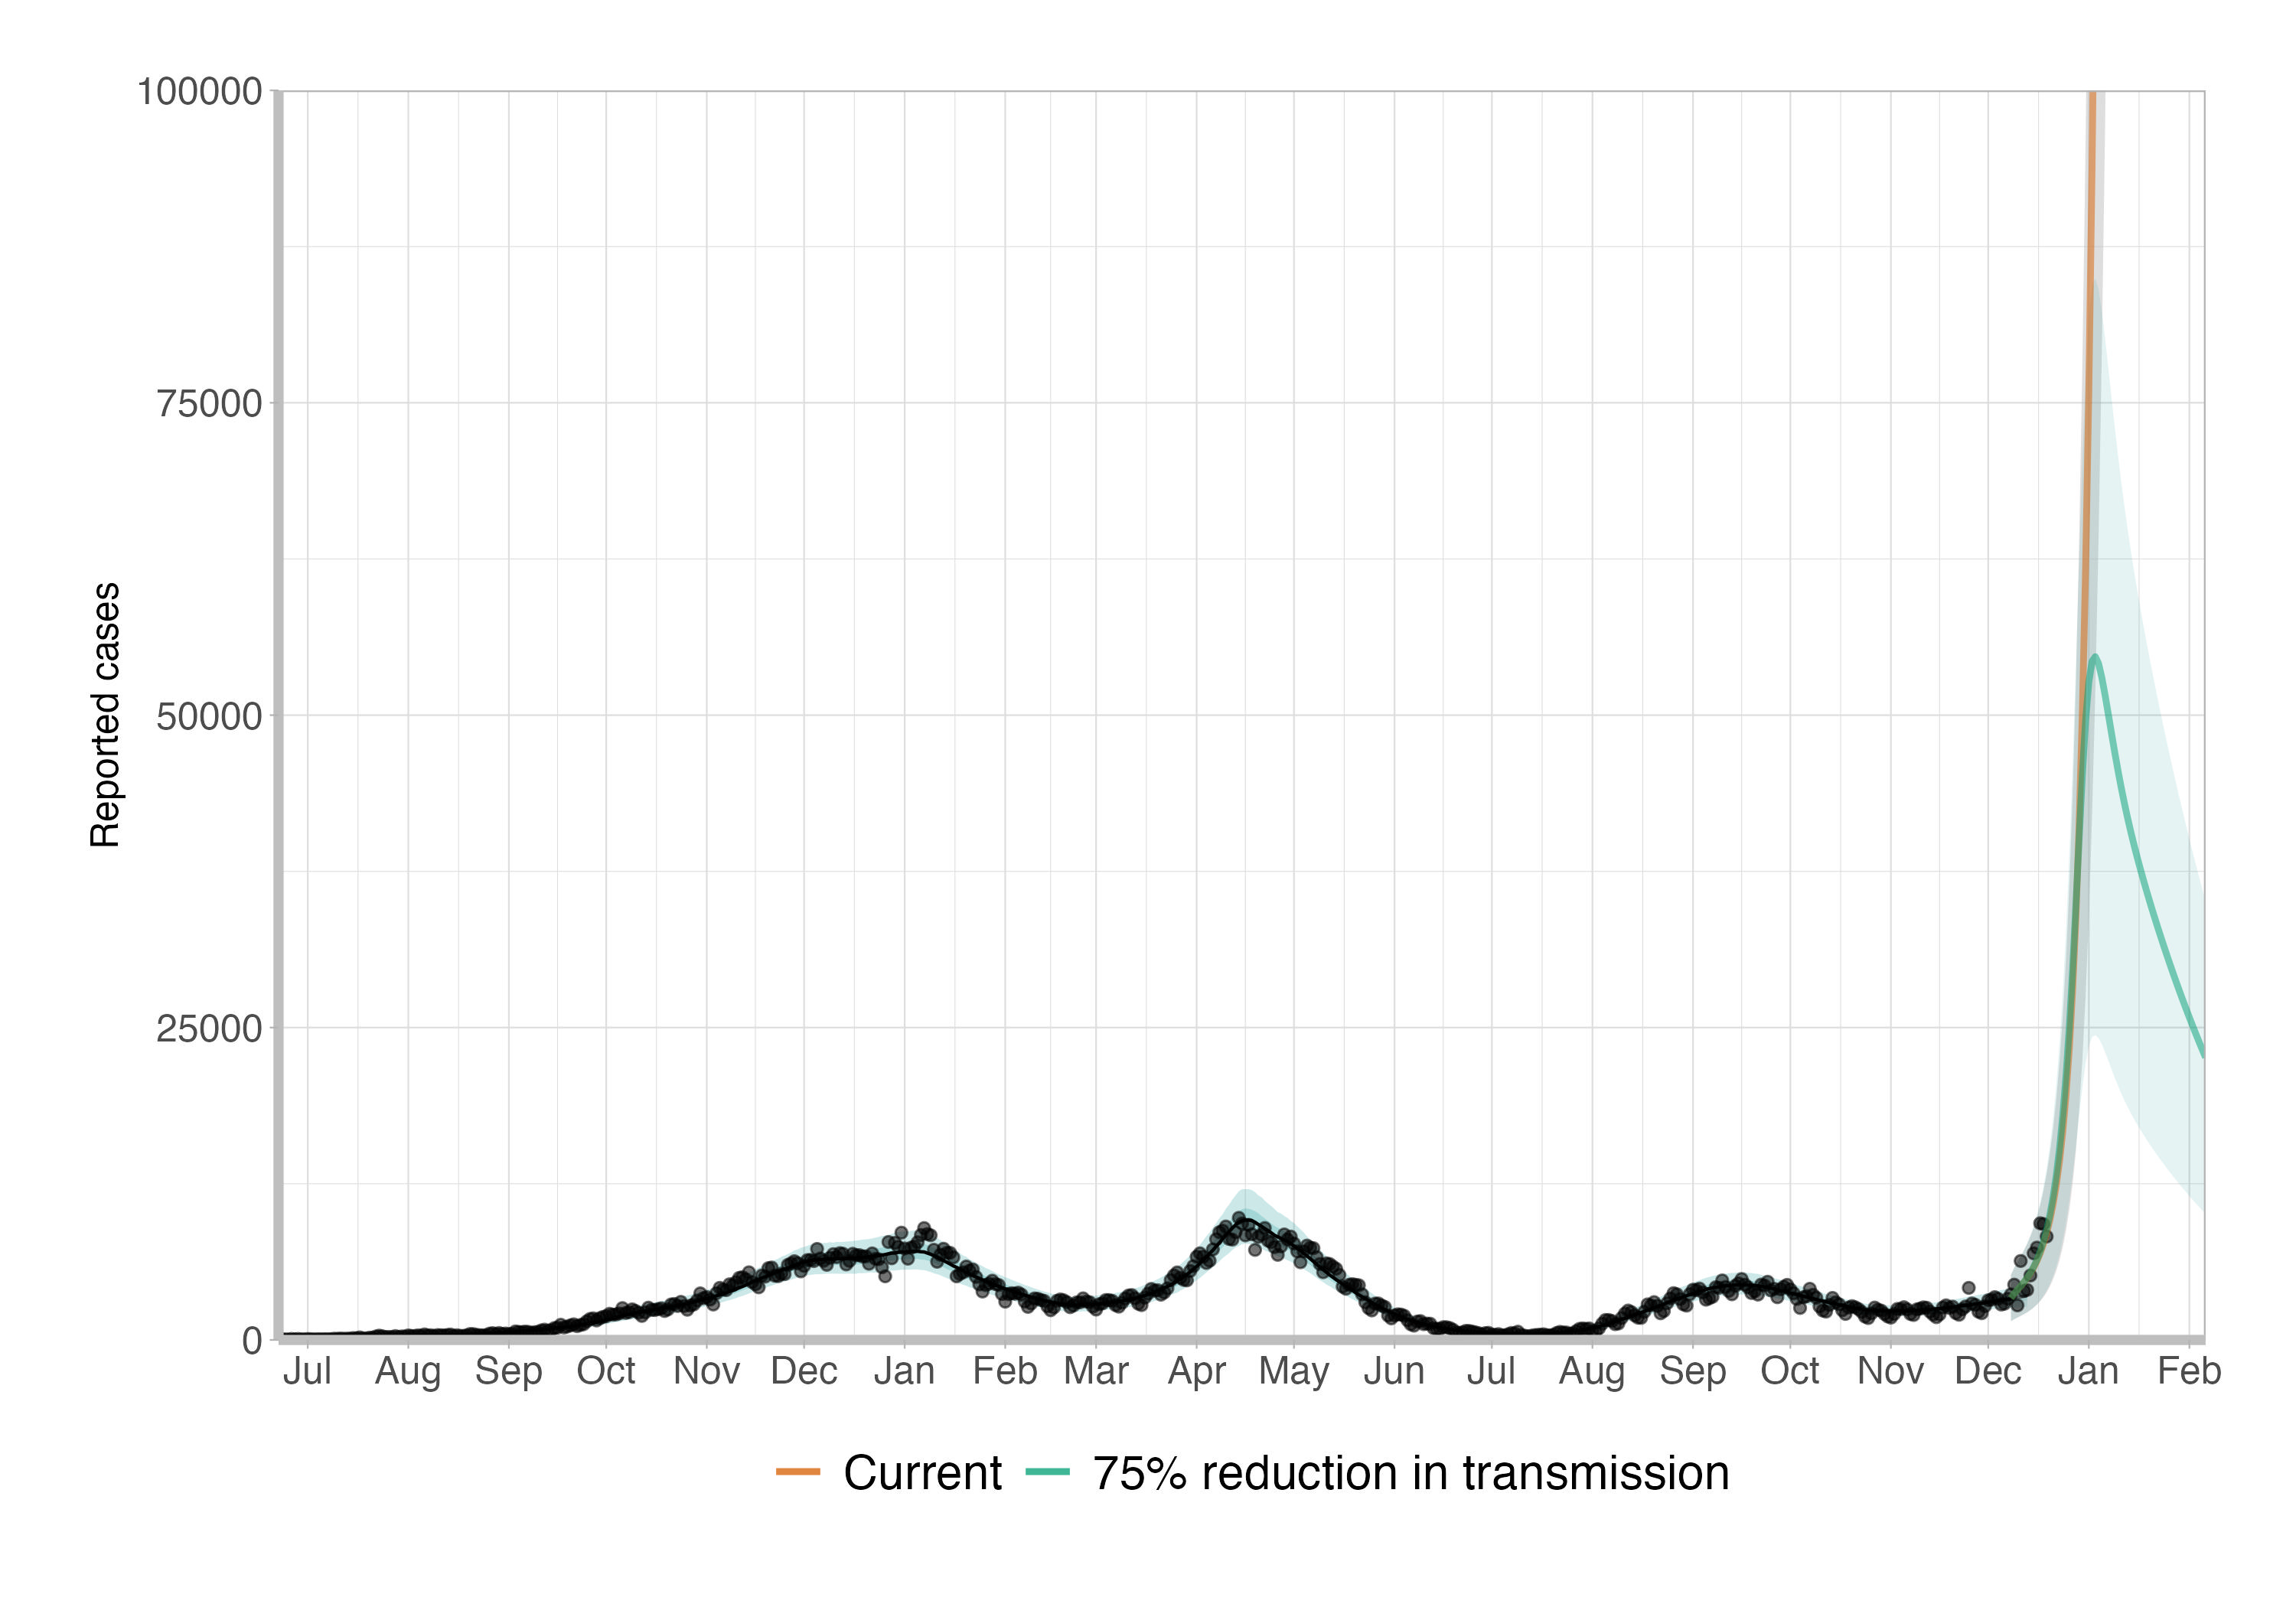 100000
75000
50000
25000
0
Reported cases
Jul Aug Sep Oct Nov Dec Jan Feb Mar Apr May Jun Jul Aug Sep Oct Nov Dec Jan Feb
Current 75% reduction in transmission